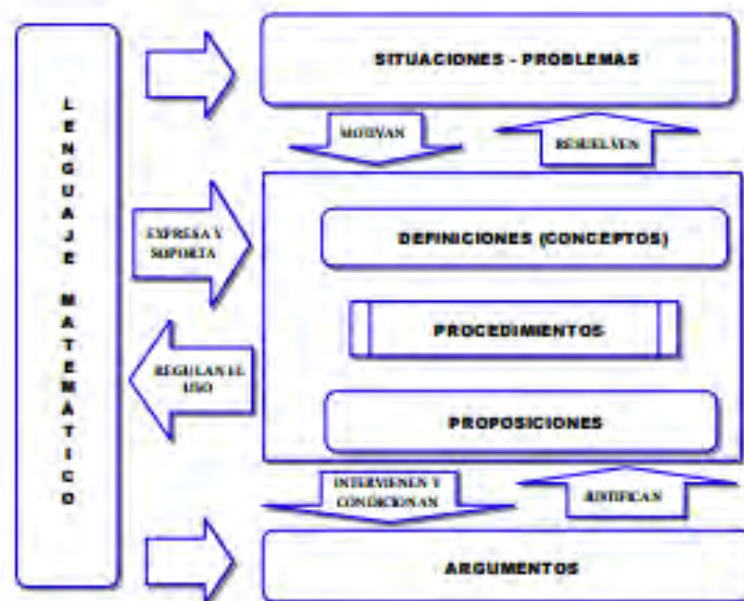 LENGUAJE MATEMATICO
SITUACIONES - PROBLEMAS
MOTIVAN
RESUELVEN
EXPRESA Y
SOPORTA
DEFINICIONES (CONCEPTOS)
PROCEDIMIENTOS
REGULAN EL
USO
PROPOSICIONES
INTERVIENEN Y
CONDICIONAN
JUSTIFICAN
ARGUMENTOS